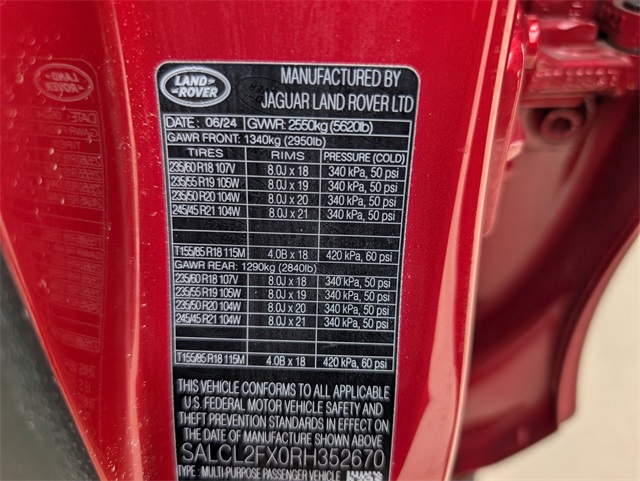 LAND ROVER
MANUFACTURED BY
JAGUAR LAND ROVER LTD
DATE: 06/24 GVWR: 2550kg (5620lb)
GAWR FRONT: 1340kg (2950lb)
TIRES RIMS PRESSURE (COLD)
235/60 R18 107V 8.0J x 18 340 kPa, 50 psi
235/55 R19 105W 8.0J x 19 340 kPa, 50 psi
235/50 R20 104W 8.0J x 20 340 kPa, 50 psi
245/45 R21 104W 8.0J x 21 340 kPa, 50 psi
T155/85 R18 115M 4.0B x 18 420 kPa, 60 psi
GAWR REAR: 1290kg (2840lb)
235/60 R18 107V 8.0J x 18 340 kPa, 50 psi
235/55 R19 105W 8.0J x 19 340 kPa, 50 psi
235/50 R20 104W 8.0J x 20 340 kPa, 50 psi
245/45 R21 104W 8.0J x 21 340 kPa, 50 psi
T155/85 R18 115M 4.0B x 18 420 kPa, 60 psi
THIS VEHICLE CONFORMS TO ALL APPLICABLE
U.S. FEDERAL MOTOR VEHICLE SAFETY AND
THEFT PREVENTION STANDARDS IN EFFECT ON
THE DATE OF MANUFACTURE SHOWN ABOVE
SALCL2FX0RH352670
TYPE: MULTI-PURPOSE PASSENGER VEHICLE